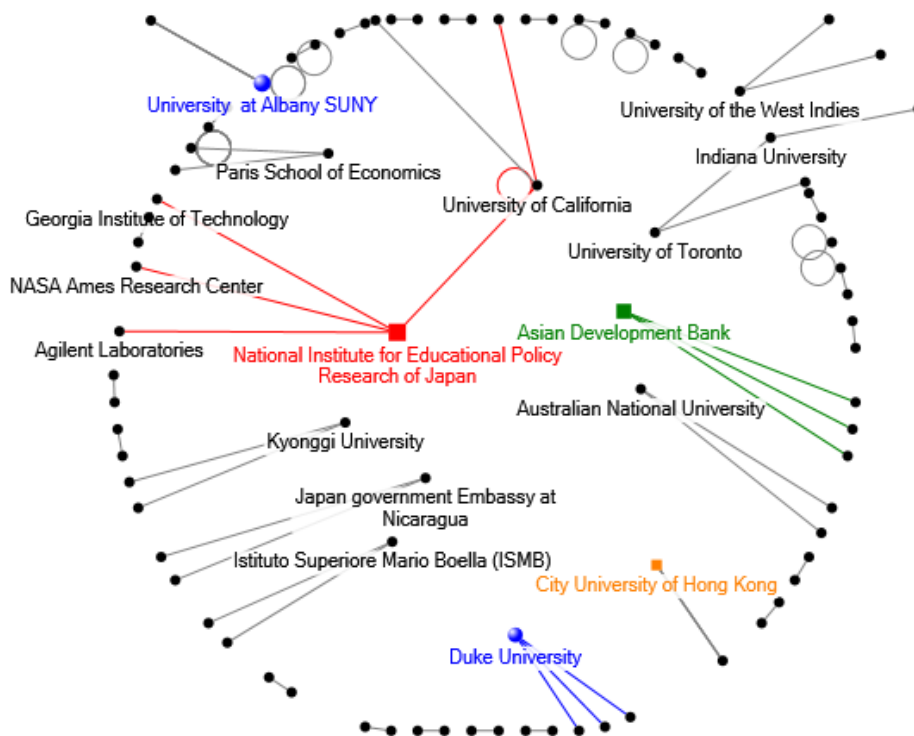 University at Albany SUNY
University of the West Indies
Indiana University
Paris School of Economics
University of California
Georgia Institute of Technology
University of Toronto
NASA Ames Research Center
Asian Development Bank
Agilent Laboratories
National Institute for Educational Policy
Research of Japan
Australian National University
Kyonggi University
Japan government Embassy at
Nicaragua
Istituto Superiore Mario Boella (ISMB)
City University of Hong Kong
Duke University